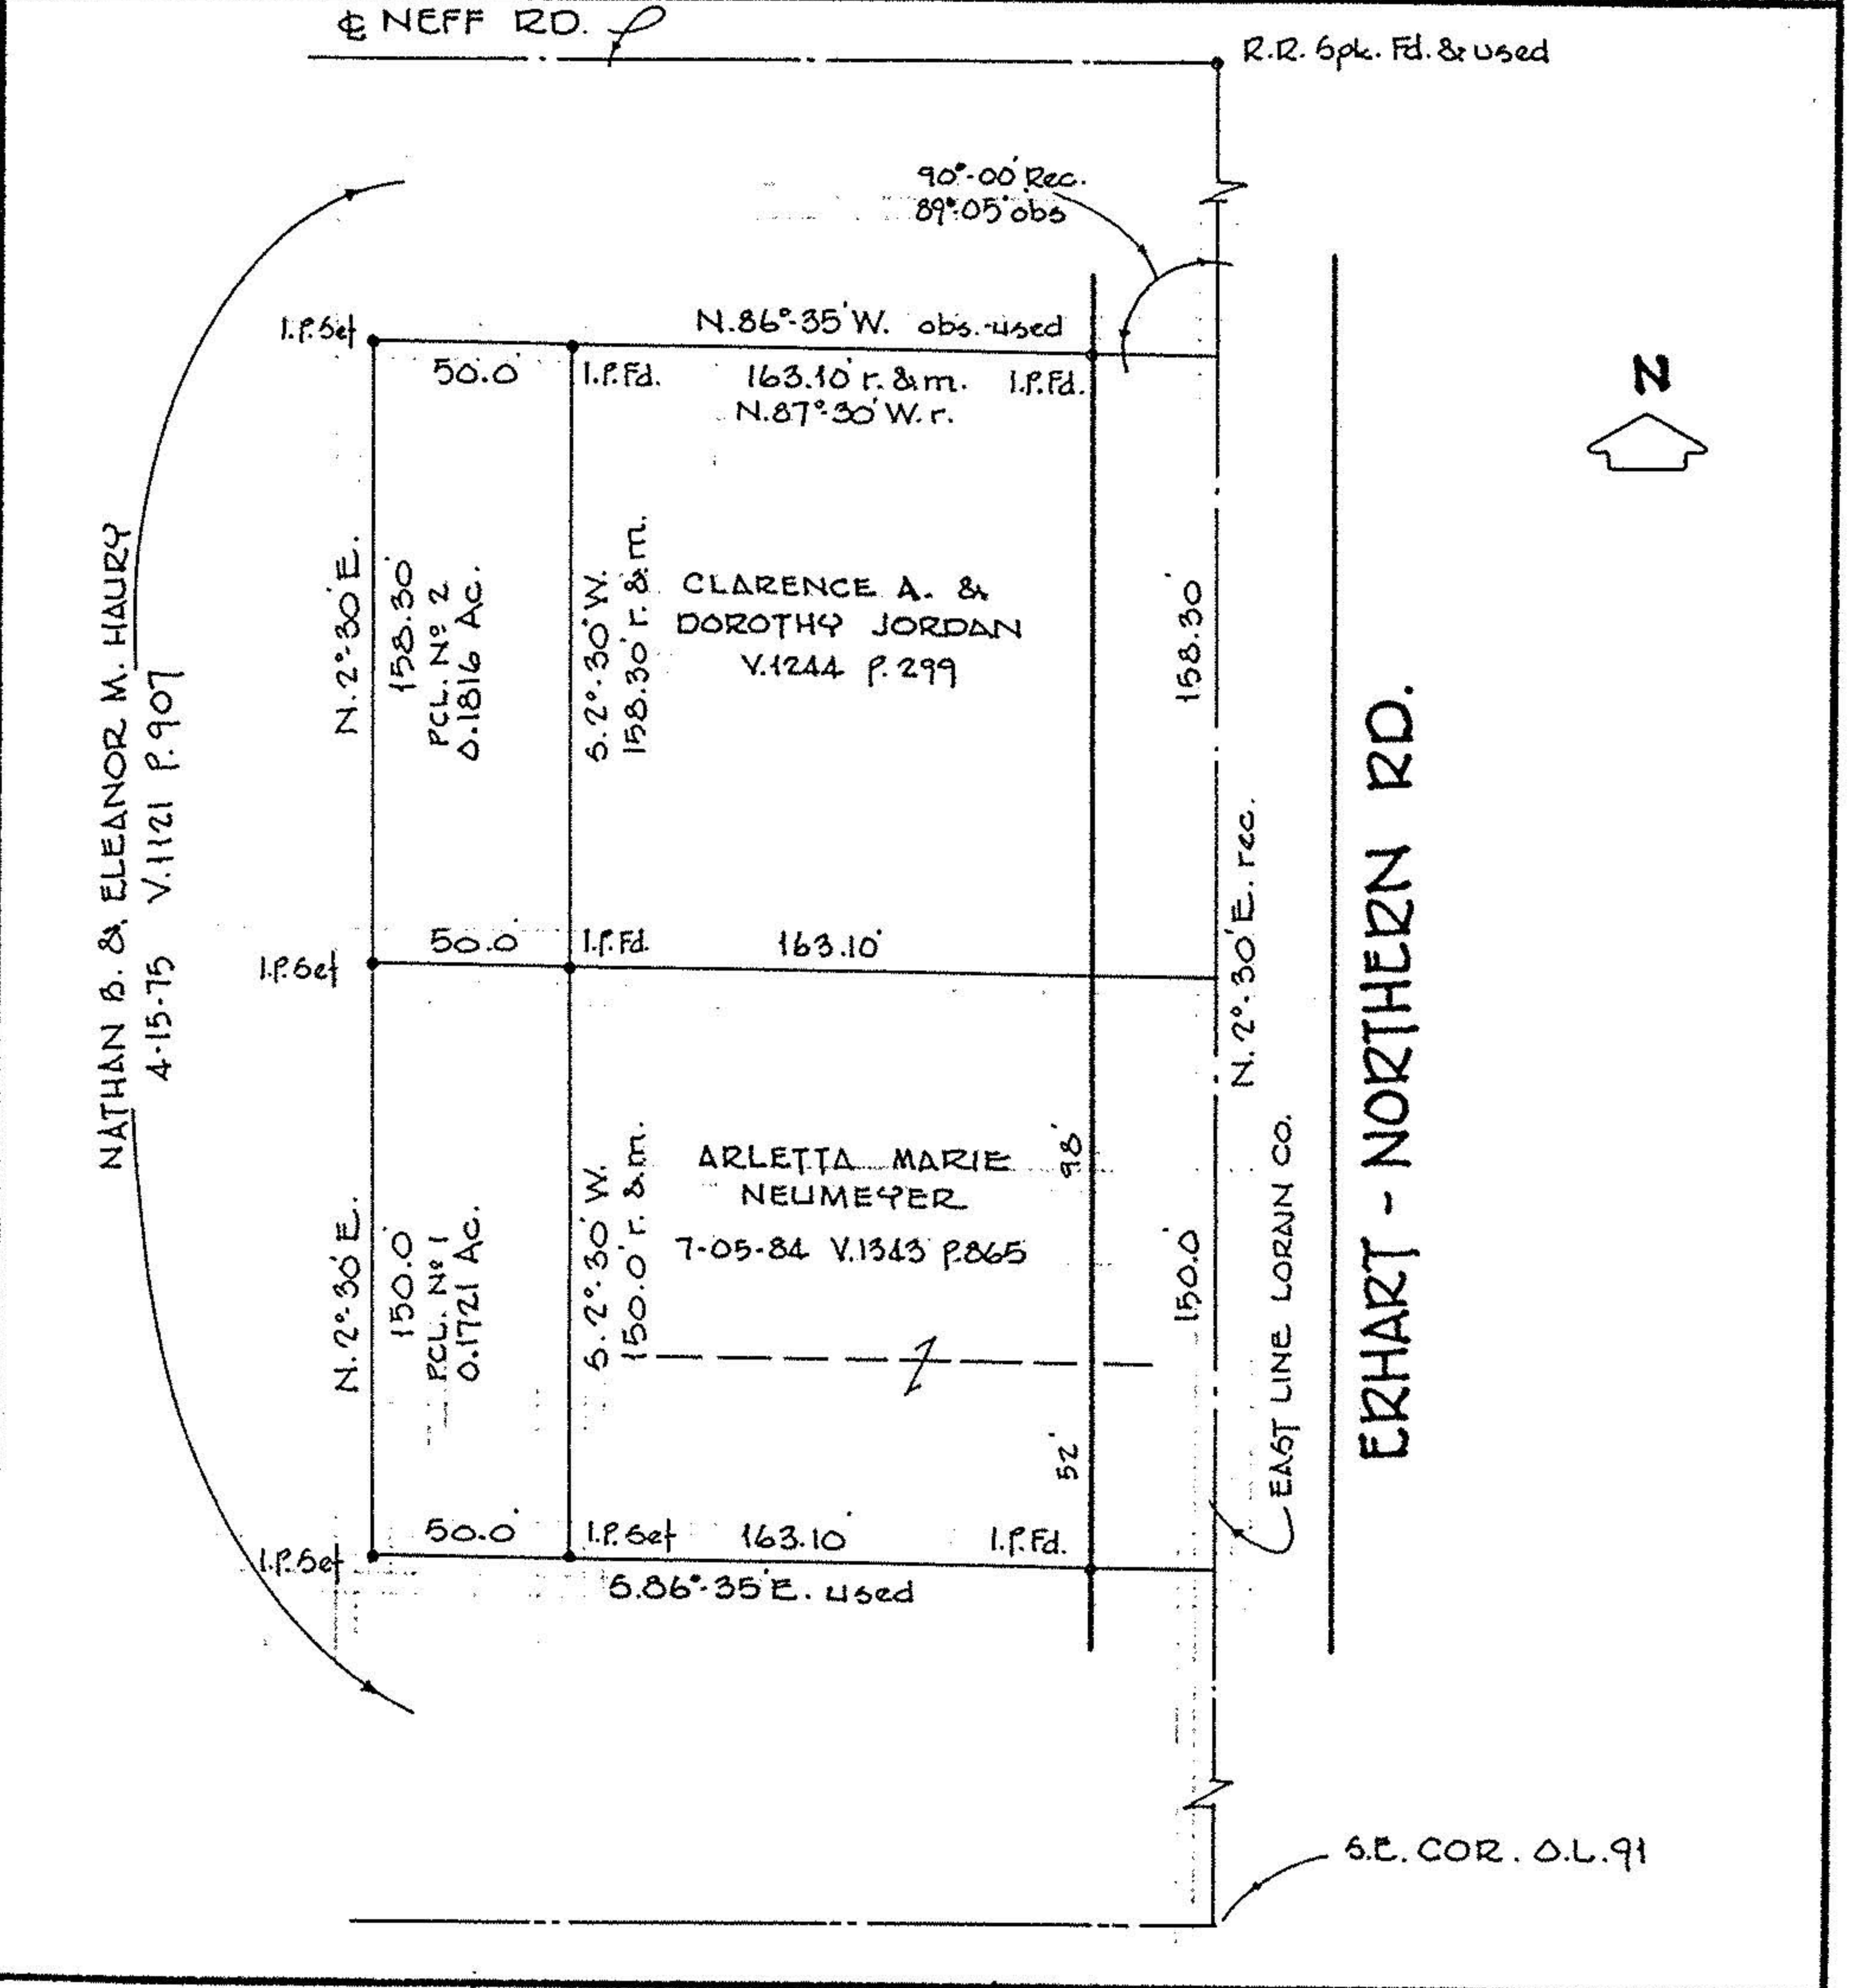 ℄ NEFF RD.
R.R. Spk. Fd. & used
90°-00' Rec.
89°-05' obs
I.P. Set
N.86°-35' W. obs.-used
50.0'
I.P. Fd.
163.10' r. & m.
I.P. Fd.
N.87°-30' W. r.
N
N. 2°-30' E.
158.30'
PCL. Nº 2
0.1816 Ac.
S. 2°-30' W.
158.30' r. & m.
CLARENCE A. &
DOROTHY JORDAN
V.1244 P.299
158.30'
NATHAN B. & ELEANOR M. HAURY
4-15-75 V.1121 P.907
I.P. Set
50.0'
I.P. Fd.
163.10'
N. 2°-30' E. rec.
ERHART - NORTHERN RD.
N. 2°-30' E.
150.0'
PCL. Nº 1
0.1721 Ac.
S. 2°-30' W.
150.0' r. & m.
ARLETTA MARIE
NEUMEYER
7-05-84 V.1343 P.865
98'
52'
150.0'
EAST LINE LORAIN CO.
I.P. Set
50.0'
I.P. Set
163.10'
I.P. Fd.
S.86°-35' E. used
S.E. COR. O.L. 91